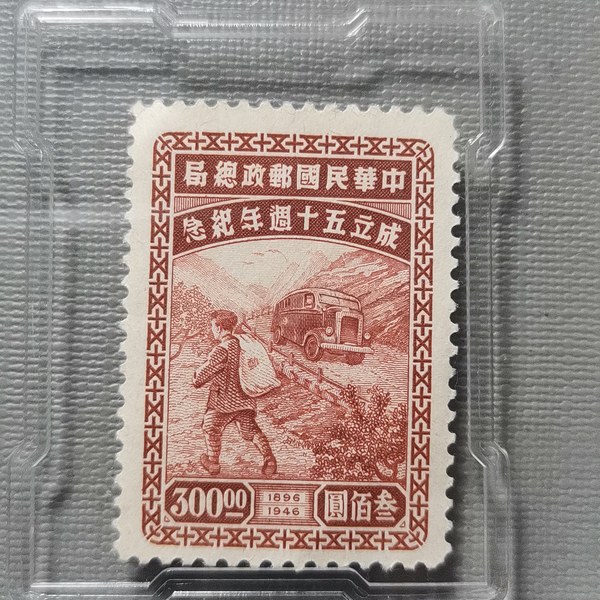 中華民國郵政總局
成立五十週年紀念
300.00
1896
1946
叁佰圓